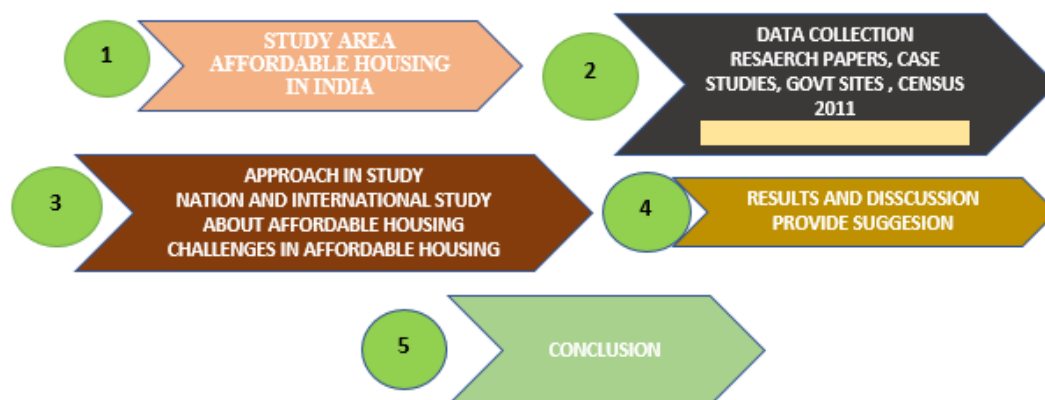 1
STUDY AREA
AFFORDABLE HOUSING
IN INDIA
2
DATA COLLECTION
RESAERCH PAPERS, CASE
STUDIES, GOVT SITES , CENSUS
2011
3
APPROACH IN STUDY
NATION AND INTERNATIONAL STUDY
ABOUT AFFORDABLE HOUSING
CHALLENGES IN AFFORDABLE HOUSING
4
RESULTS AND DISSCUSSION
PROVIDE SUGGESION
5
CONCLUSION